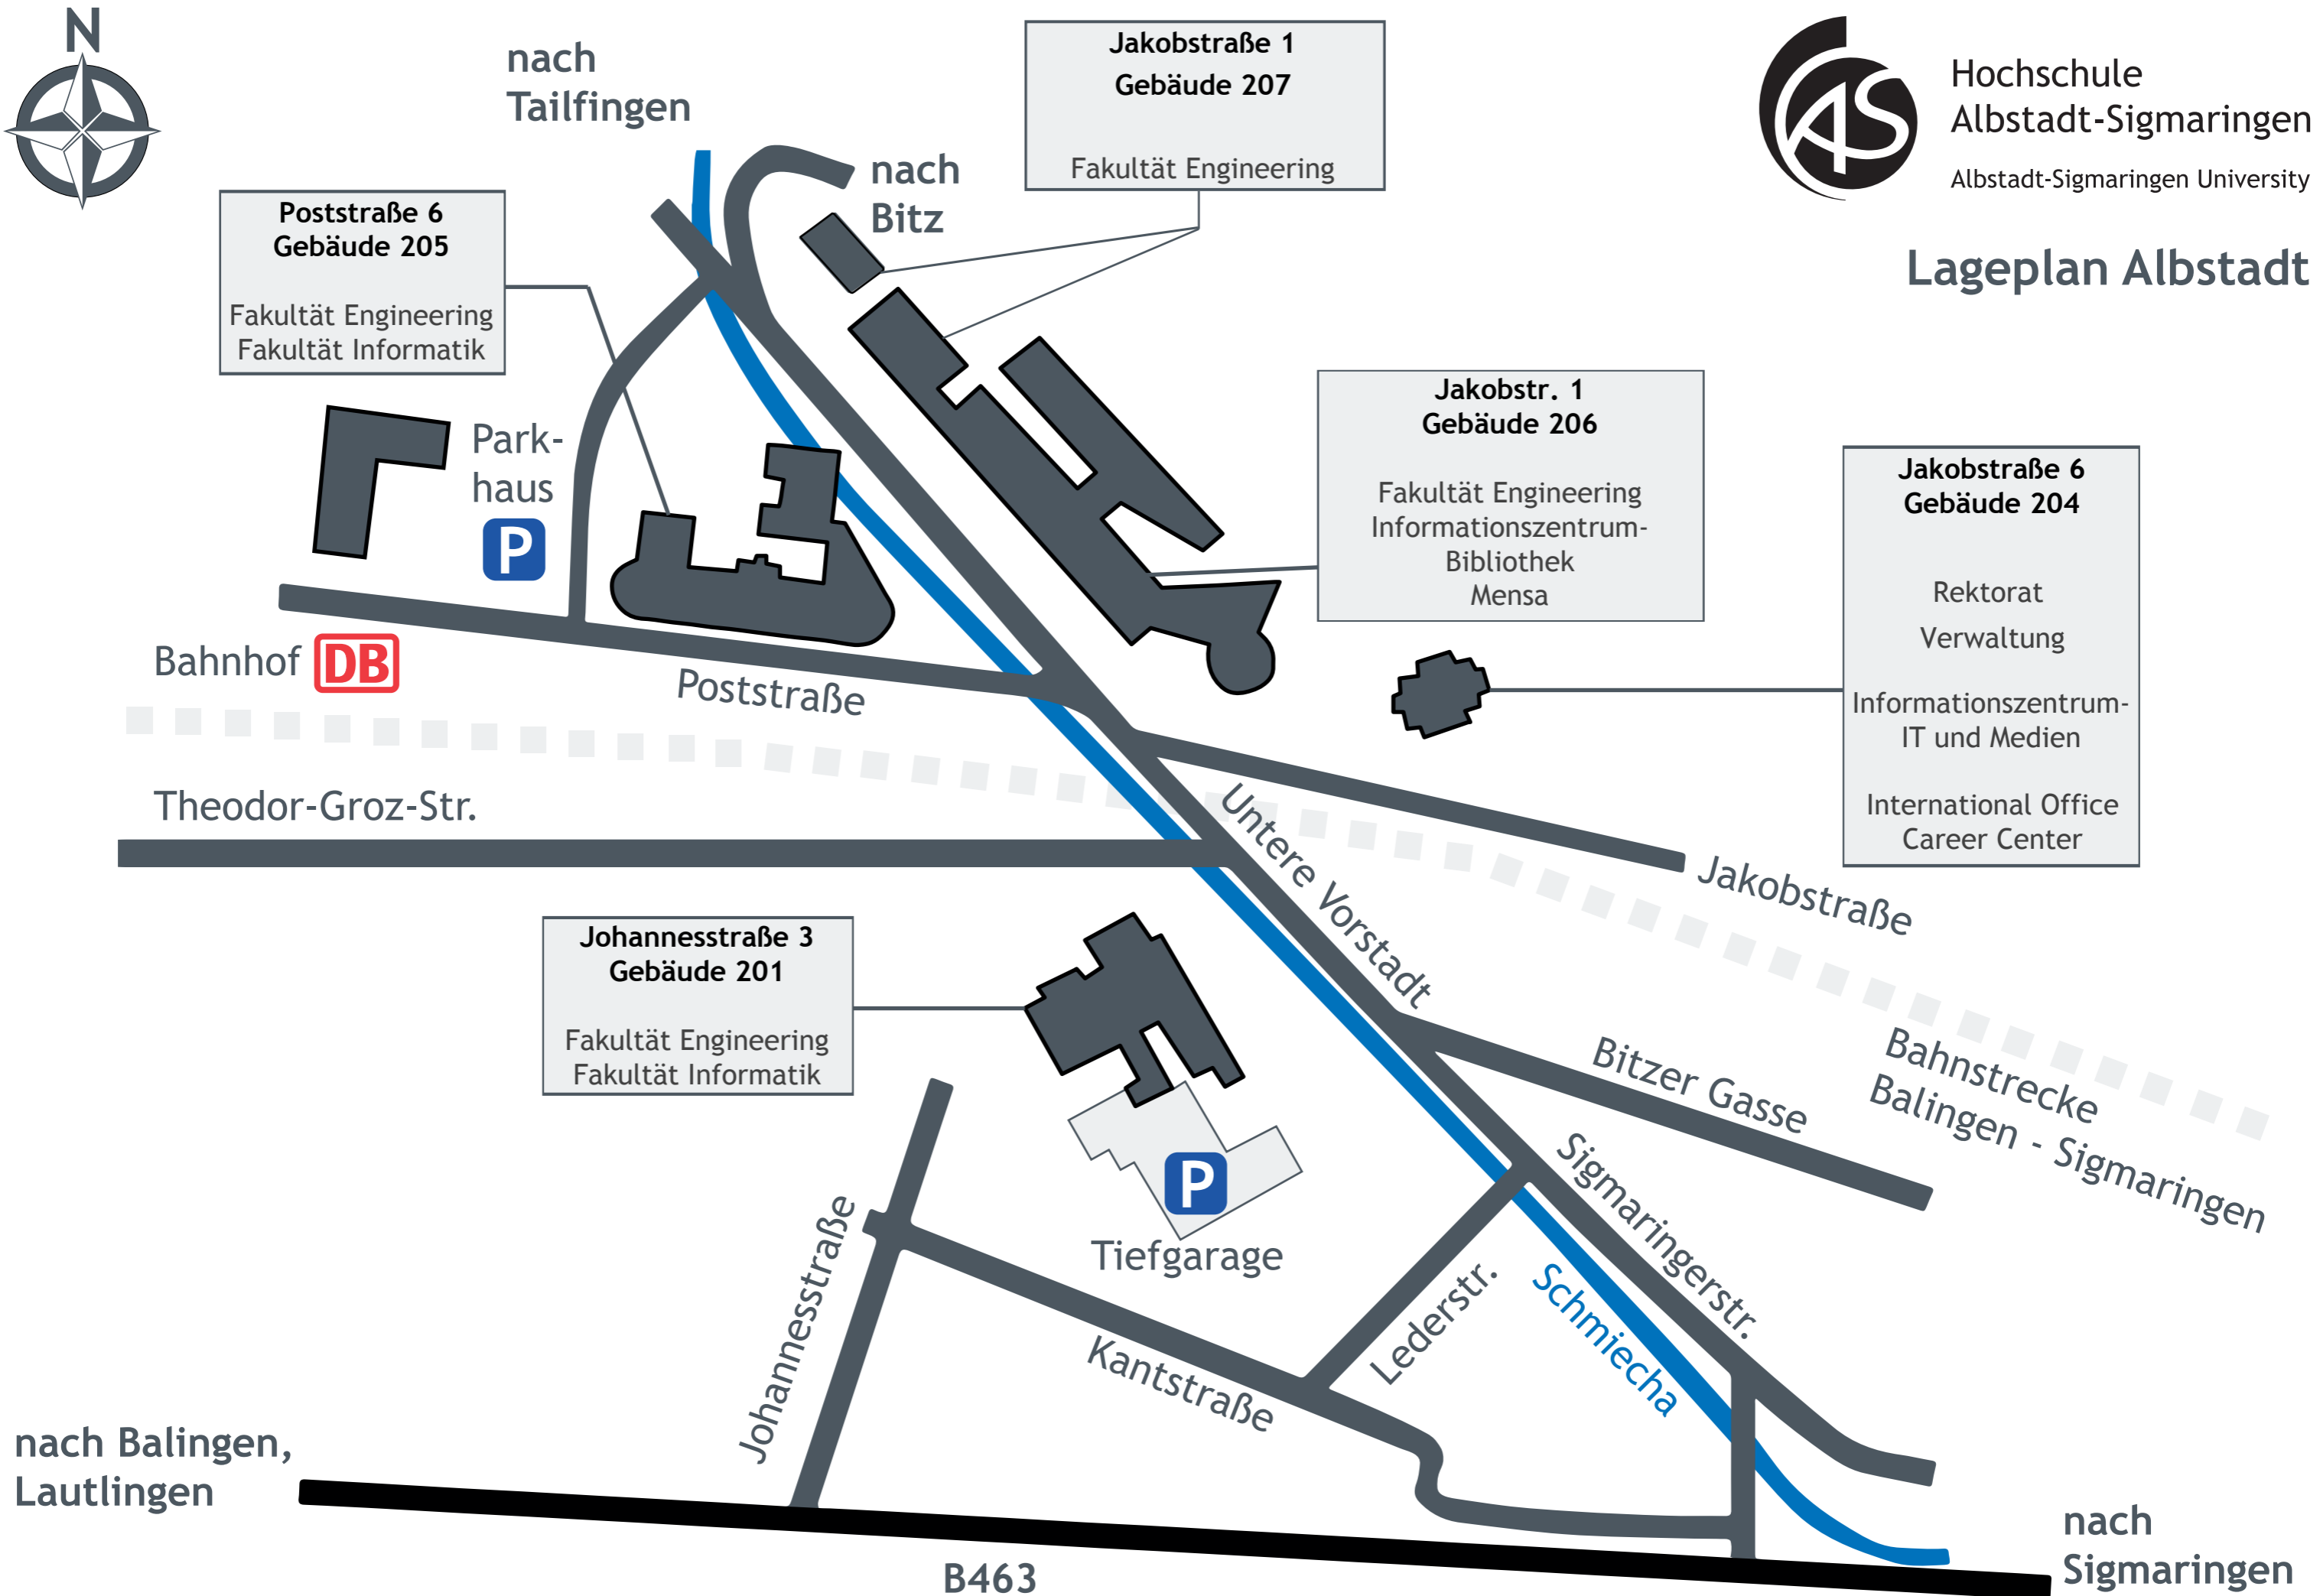 N
nach
Tailfingen
Jakobstraße 1
Gebäude 207
Fakultät Engineering
AS
Hochschule
Albstadt-Sigmaringen
Albstadt-Sigmaringen University
Lageplan Albstadt
nach
Bitz
Poststraße 6
Gebäude 205
Fakultät Engineering
Fakultät Informatik
Park-
haus
P
Jakobstr. 1
Gebäude 206
Fakultät Engineering
Informationszentrum-
Bibliothek
Mensa
Jakobstraße 6
Gebäude 204
Rektorat
Verwaltung
Informationszentrum-
IT und Medien
International Office
Career Center
Bahnhof DB
Poststraße
Theodor-Groz-Str.
Untere Vorstadt
Jakobstraße
Johannesstraße 3
Gebäude 201
Fakultät Engineering
Fakultät Informatik
Bitzer Gasse
Bahnstrecke
Balingen - Sigmaringen
P
Tiefgarage
Sigmaringerstr.
Johannesstraße
Kantstraße
Lederstr.
Schmiecha
nach Balingen,
Lautlingen
B463
nach
Sigmaringen